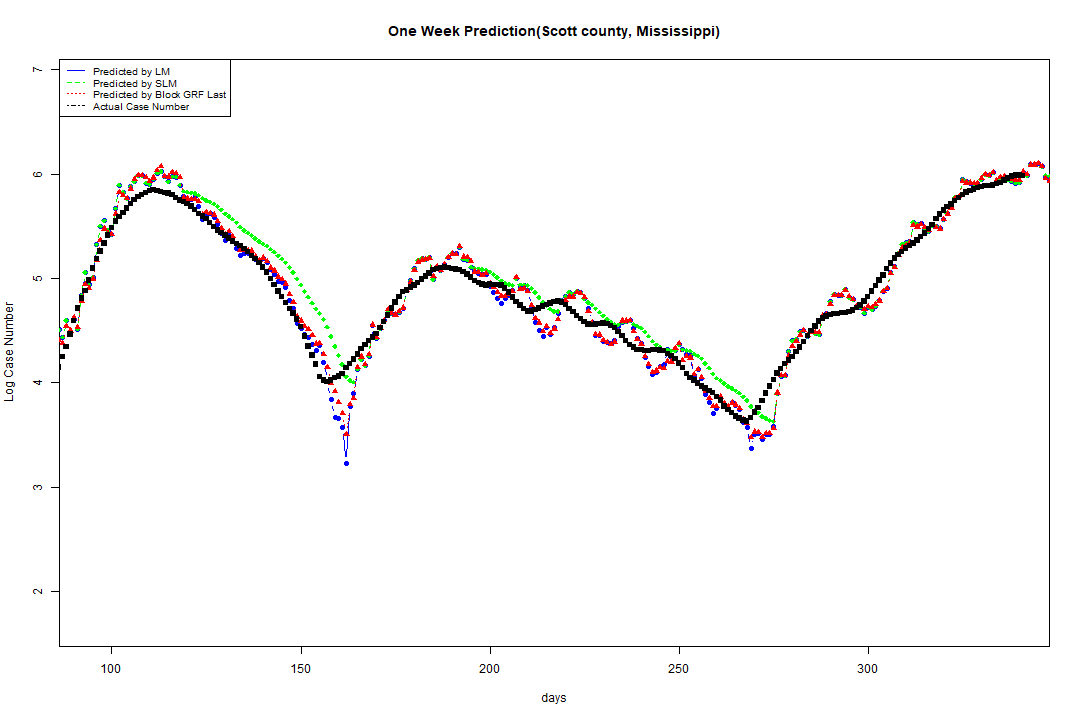 One Week Prediction(Scott county, Mississippi)
Predicted by LM
Predicted by SLM
Predicted by Block GRF Last
Actual Case Number
7
6
5
4
3
2
Log Case Number
100 150 200 250 300
days